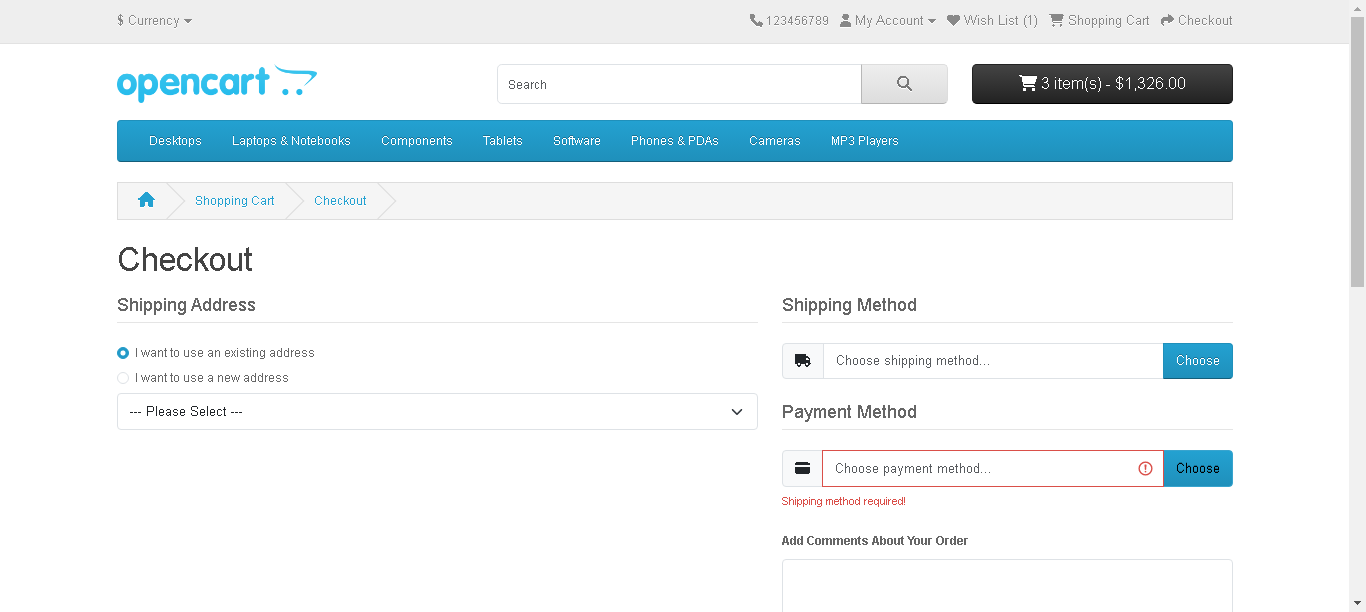 $ Currency
123456789 My Account Wish List (1) Shopping Cart Checkout
opencart
Search
3 item(s) - $1,326.00
Desktops Laptops & Notebooks Components Tablets Software Phones & PDAs Cameras MP3 Players
Shopping Cart Checkout
Checkout
Shipping Address
I want to use an existing address
I want to use a new address
--- Please Select ---
Shipping Method
Choose shipping method... Choose
Payment Method
Choose payment method... Choose
Shipping method required!
Add Comments About Your Order